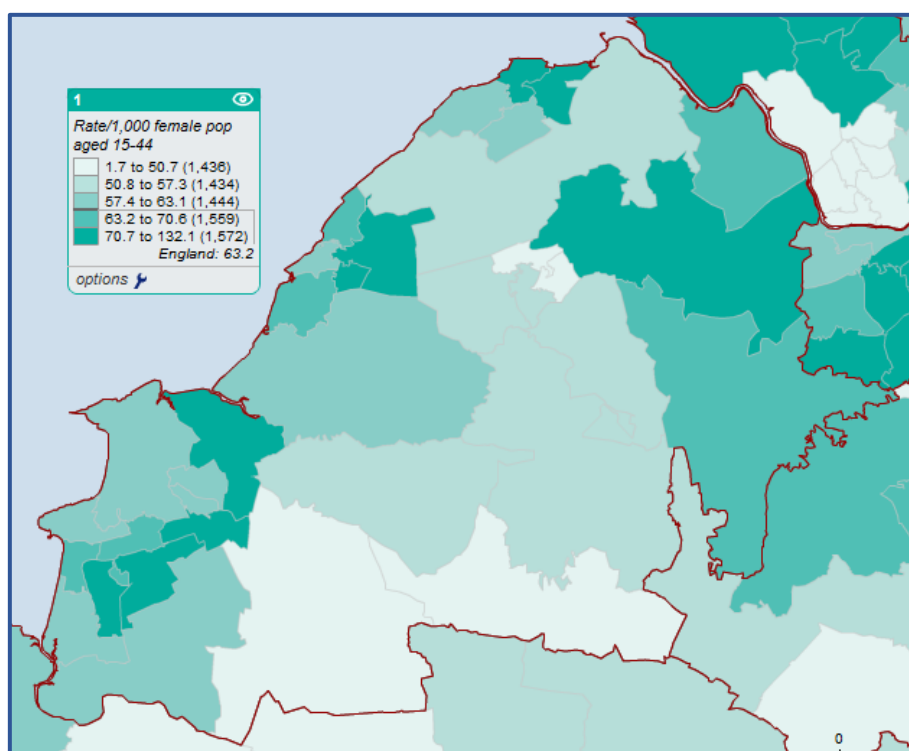 1
Rate/1,000 female pop
aged 15-44
1.7 to 50.7 (1,436)
50.8 to 57.3 (1,434)
57.4 to 63.1 (1,444)
63.2 to 70.6 (1,559)
70.7 to 132.1 (1,572)
England: 63.2
options
0